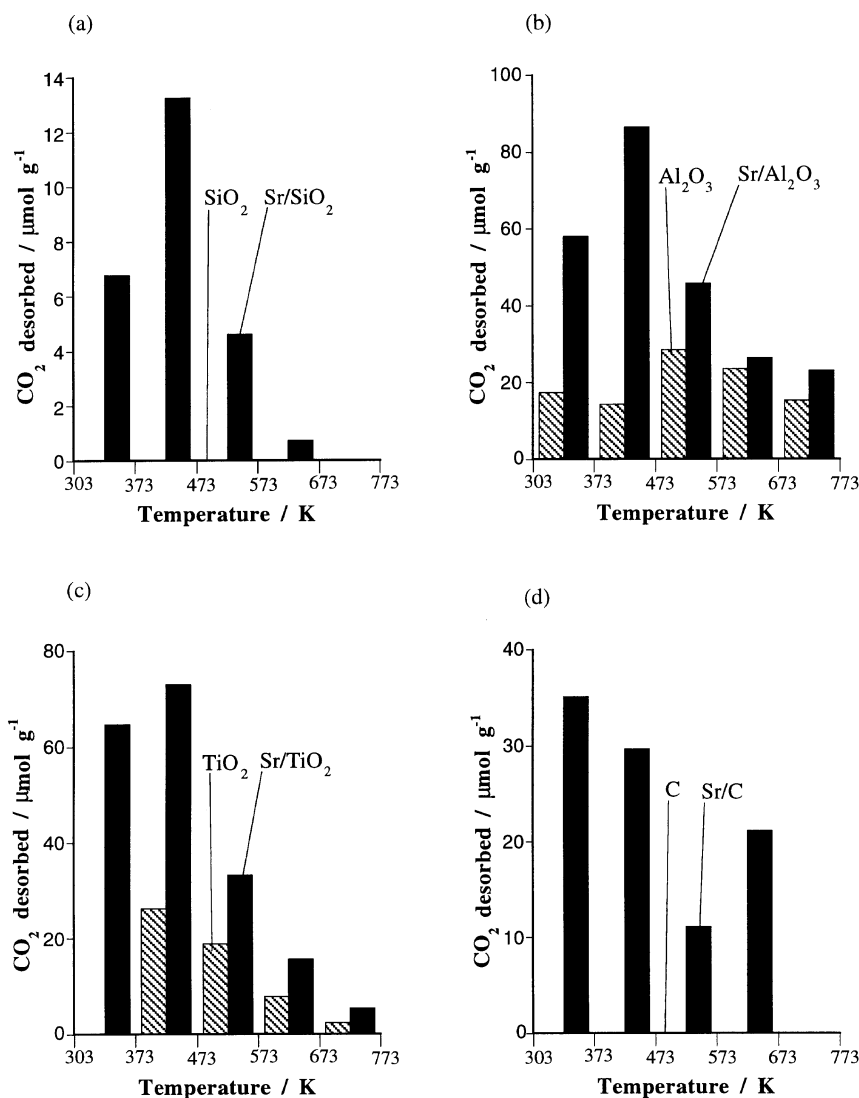 (a)
CO₂ desorbed / μmol g⁻¹
14
12
10
8
6
4
2
0
SiO₂ Sr/SiO₂
303 373 473 573 673 773
Temperature / K
(b)
CO₂ desorbed / μmol g⁻¹
100
80
60
40
20
0
Al₂O₃ Sr/Al₂O₃
303 373 473 573 673 773
Temperature / K
(c)
CO₂ desorbed / μmol g⁻¹
80
60
40
20
0
TiO₂ Sr/TiO₂
303 373 473 573 673 773
Temperature / K
(d)
CO₂ desorbed / μmol g⁻¹
40
30
20
10
0
C Sr/C
303 373 473 573 673 773
Temperature / K